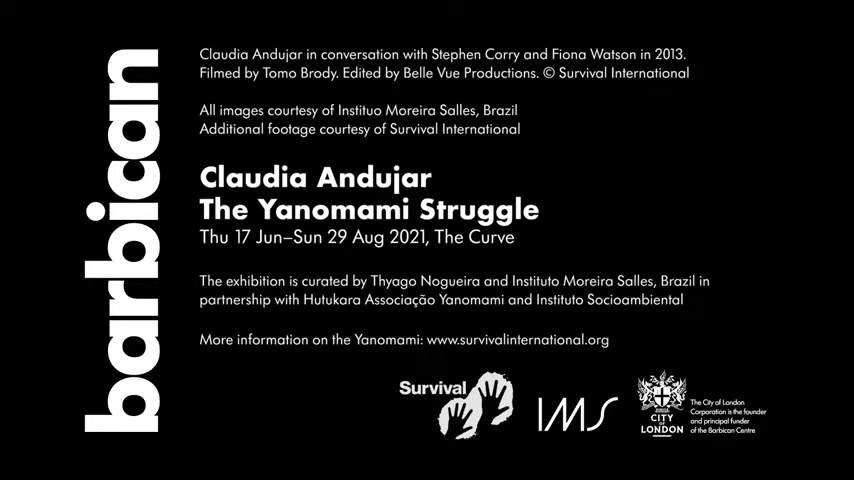 barbican
Claudia Andujar in conversation with Stephen Corry and Fiona Watson in 2013.
Filmed by Tomo Brody. Edited by Belle Vue Productions. © Survival International
All images courtesy of Instituo Moreira Salles, Brazil
Additional footage courtesy of Survival International
Claudia Andujar
The Yanomami Struggle
Thu 17 Jun–Sun 29 Aug 2021, The Curve
The exhibition is curated by Thyago Nogueira and Instituto Moreira Salles, Brazil in
partnership with Hutukara Associação Yanomami and Instituto Socioambiental
More information on the Yanomami: www.survivalinternational.org
Survival
IMS
CITY
OF
LONDON
The City of London
Corporation is the founder
and principal funder
of the Barbican Centre